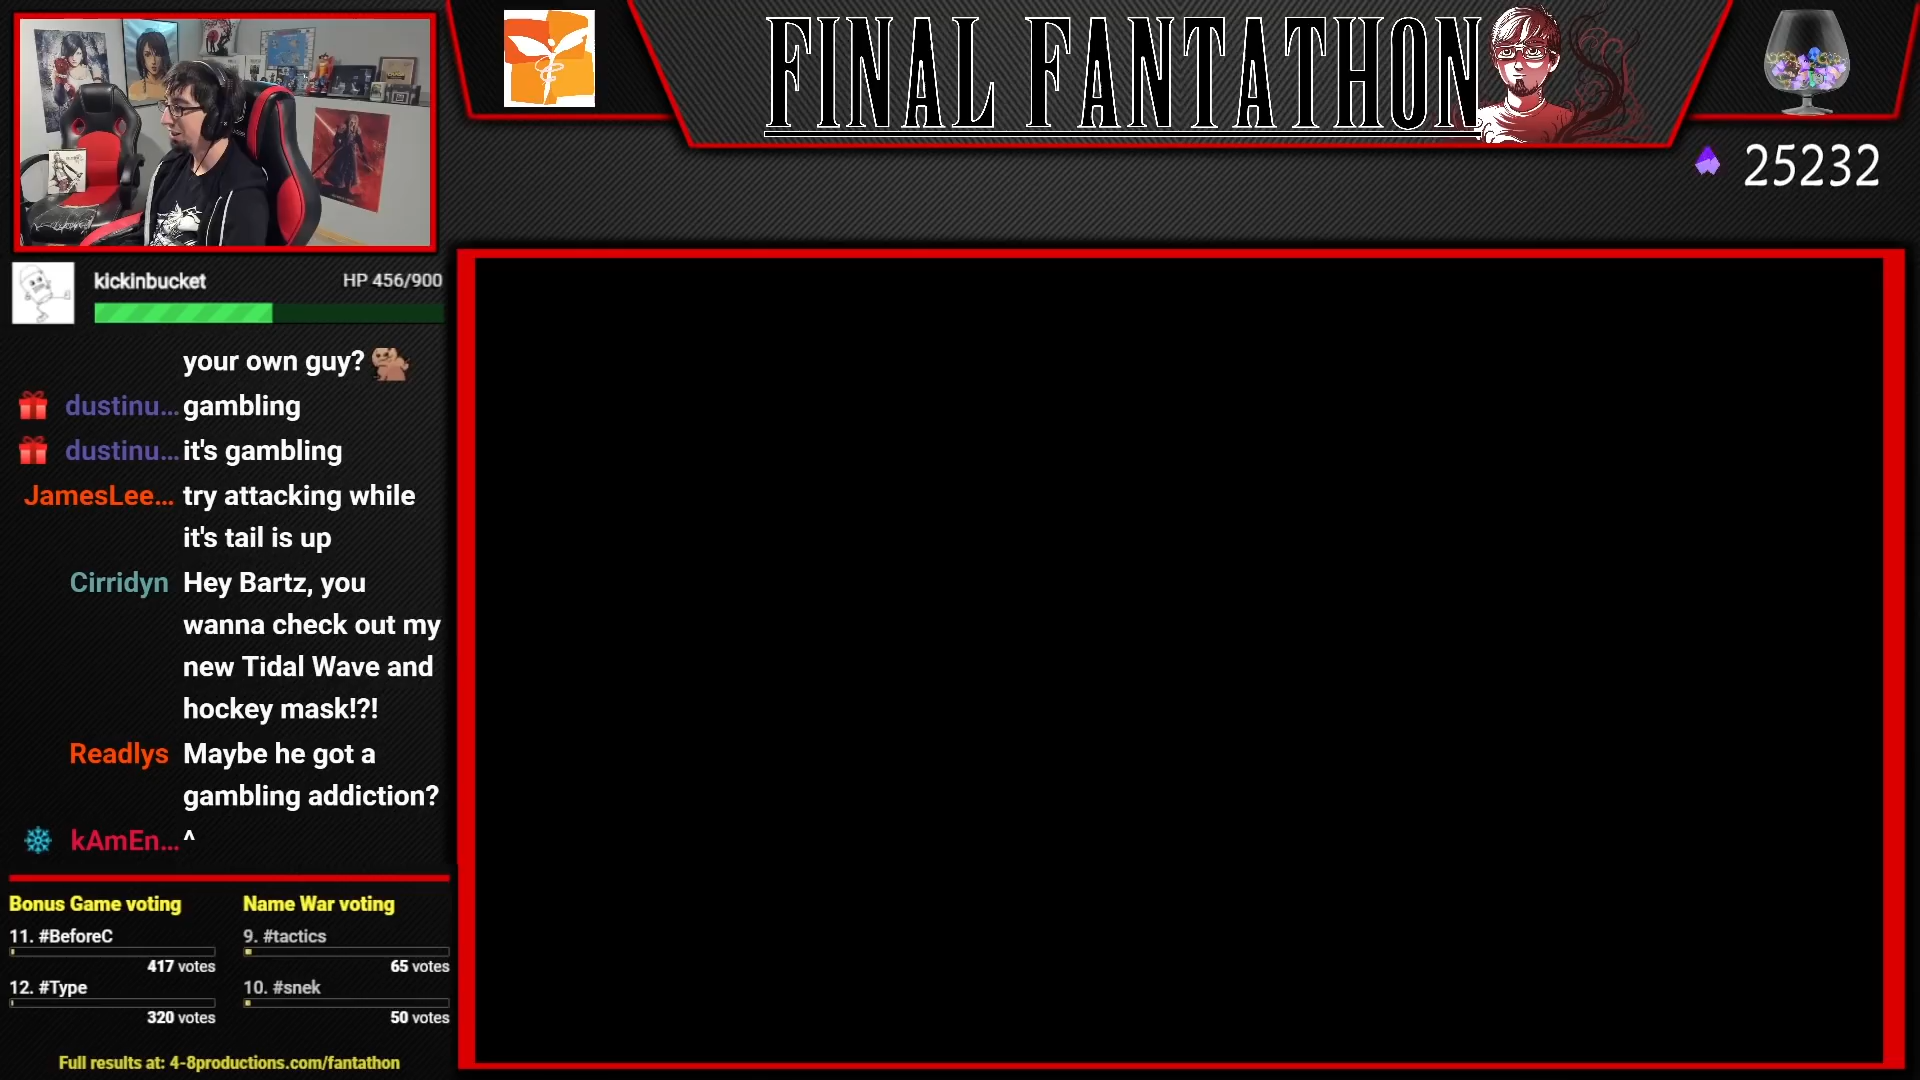 FINAL FANTATHON
25232
kickinbucket HP 456/900
your own guy?
dustinu... gambling
dustinu... it's gambling
JamesLee... try attacking while
it's tail is up
Cirridyn Hey Bartz, you
wanna check out my
new Tidal Wave and
hockey mask!?!
Readlys Maybe he got a
gambling addiction?
kAmEn... ^
Bonus Game voting
11. #BeforeC
417 votes
12. #Type
320 votes
Name War voting
9. #tactics
65 votes
10. #snek
50 votes
Full results at: 4-8productions.com/fantathon